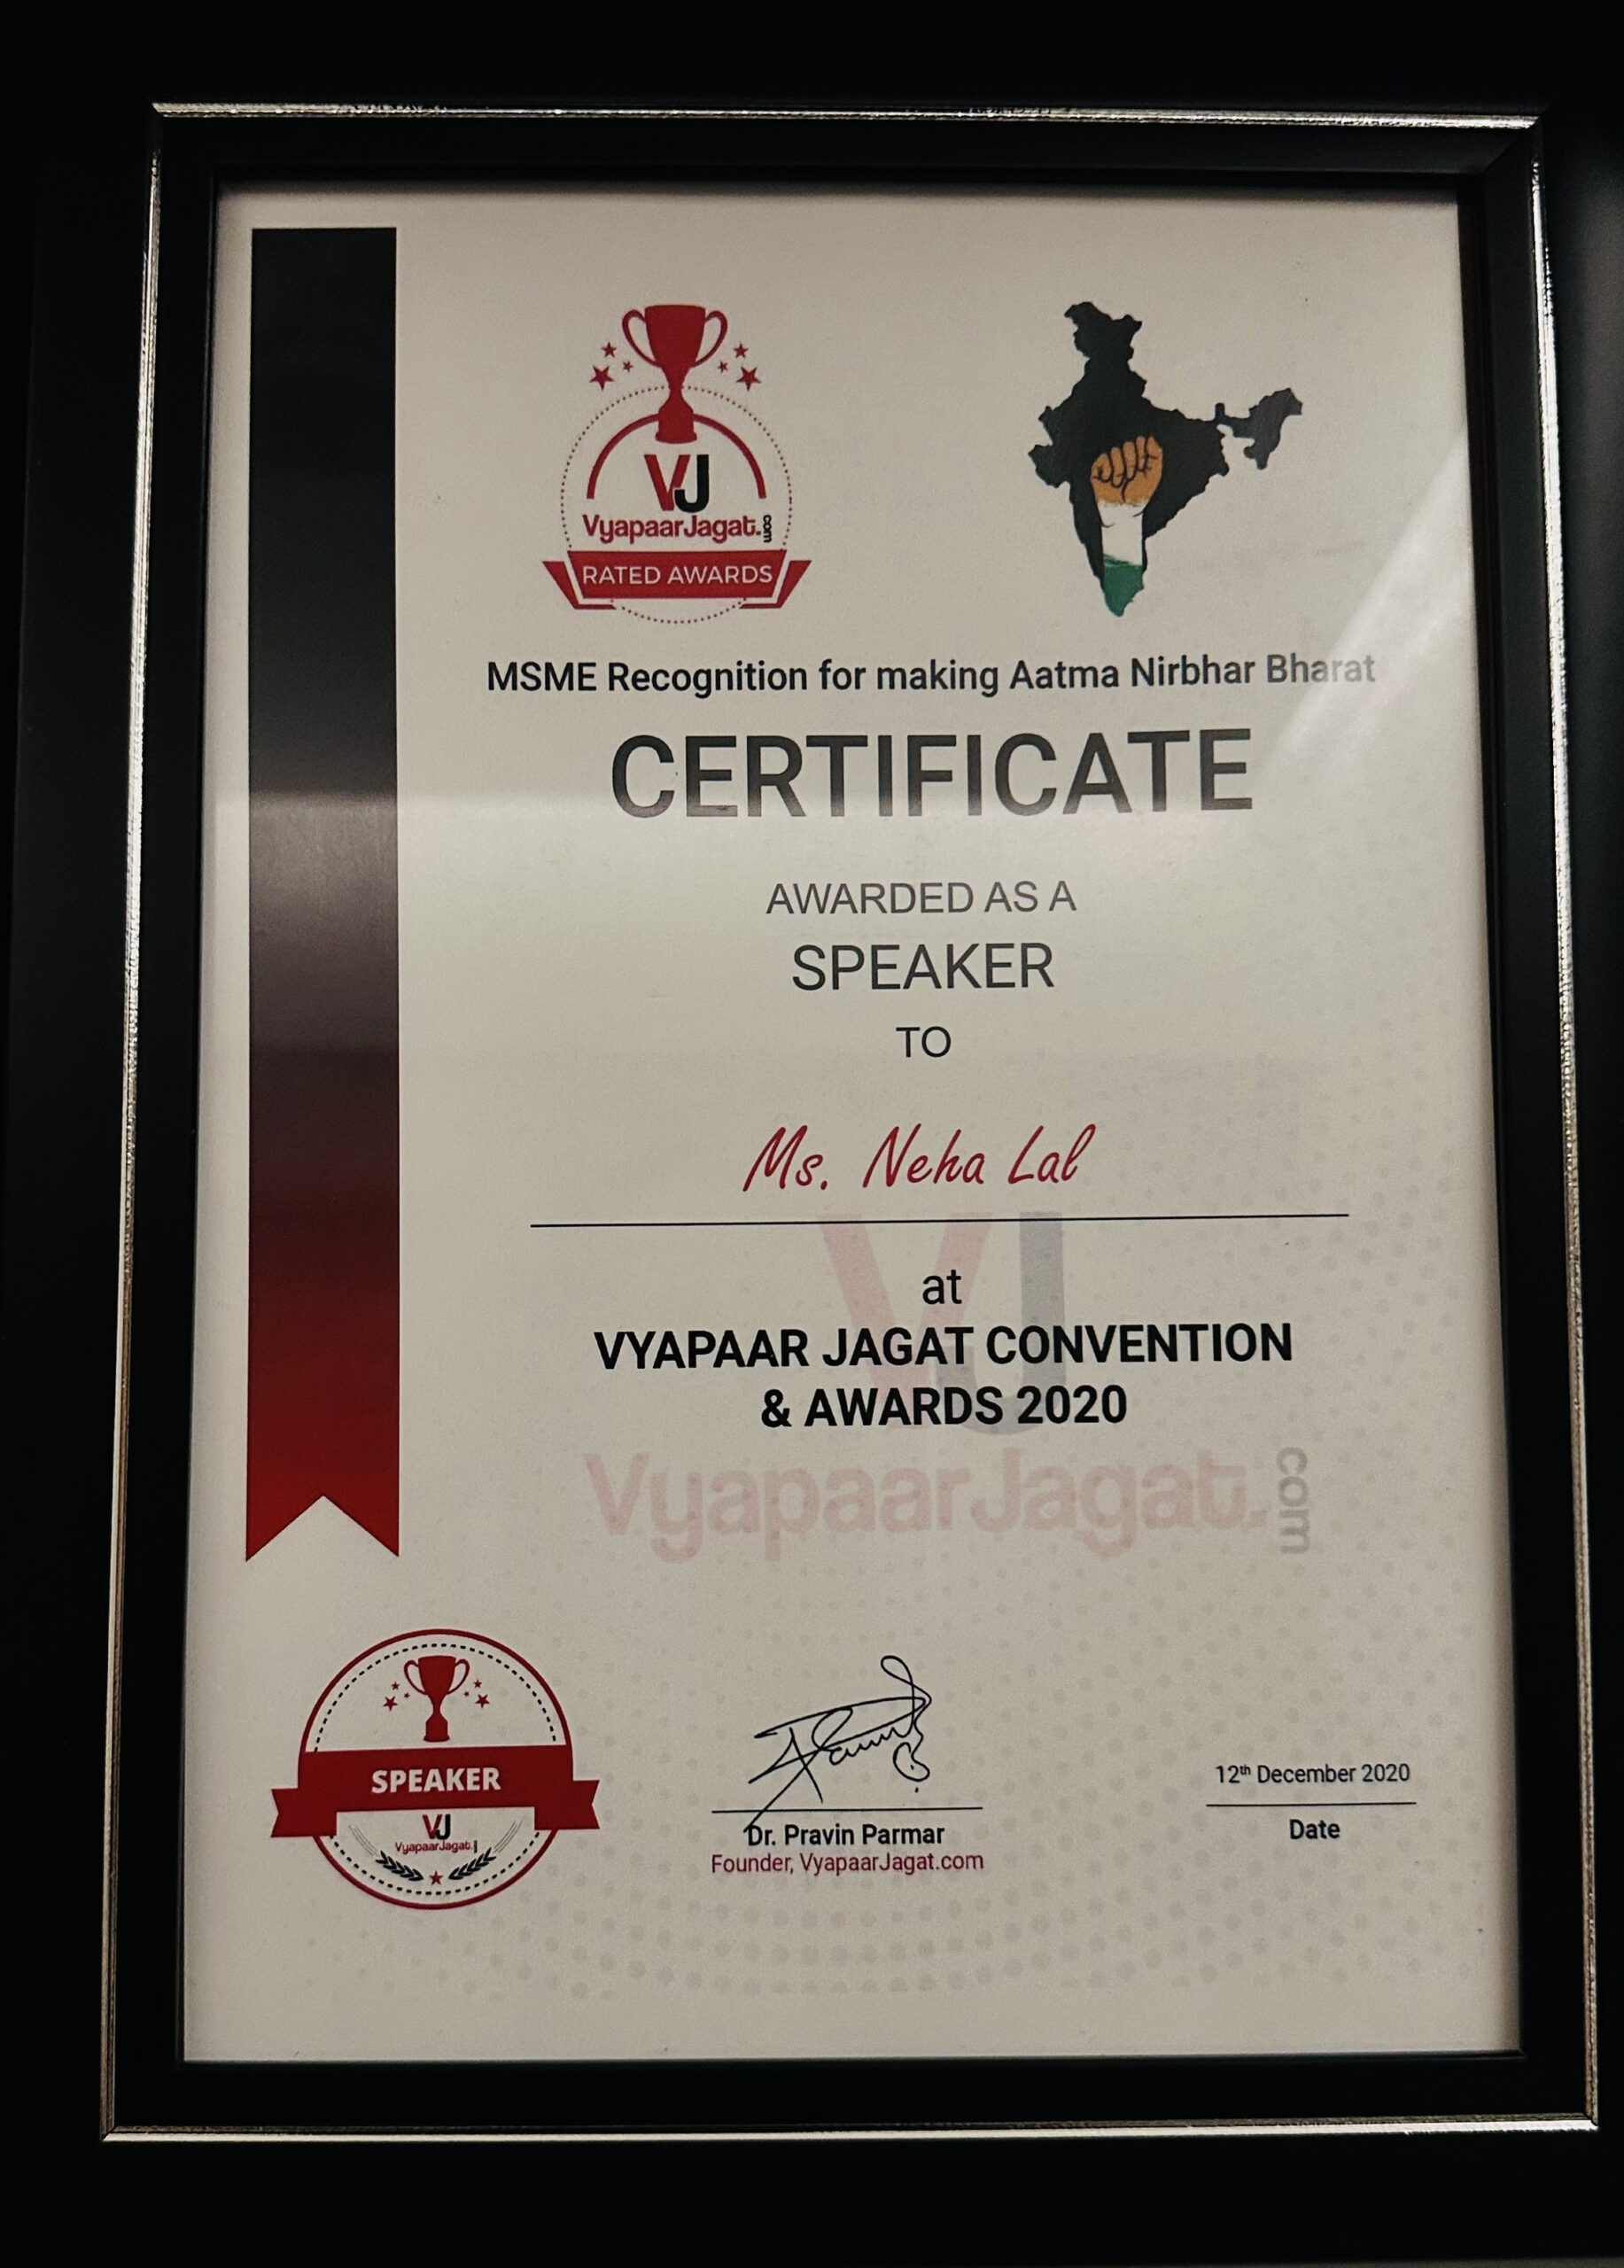 VJ
VyapaarJagat.com
RATED AWARDS
MSME Recognition for making Aatma Nirbhar Bharat
CERTIFICATE
AWARDED AS A
SPEAKER
TO
Ms. Neha Lal
at
VYAPAAR JAGAT CONVENTION
& AWARDS 2020
VJ
VyapaarJagat.com
SPEAKER
VJ
VyapaarJagat.
Dr. Pravin Parmar
Founder, VyapaarJagat.com
12th December 2020
Date